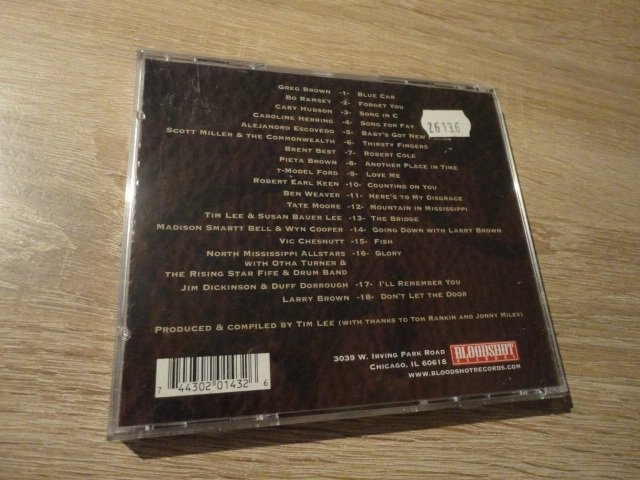 Greg Brown -1- Blue Car
Bo Ramsey -2- Forget You
Cary Hudson -3- Song in C
Caroline Herring -4- Song for Fay
Alejandro Escovedo -5- Baby's Got New
Scott Miller & the Commonwealth -6- Thirsty Fingers
Brent Best -7- Robert Cole
Pieta Brown -8- Another Place in Time
T-Model Ford -9- Love Me
Robert Earl Keen -10- Counting on You
Ben Weaver -11- Here's to My Disgrace
Tate Moore -12- Mountain in Mississippi
Tim Lee & Susan Bauer Lee -13- The Bridge
Madison Smartt Bell & Wyn Cooper -14- Going Down with Larry Brown
Vic Chesnutt -15- Fish
North Mississippi Allstars -16- Glory
with Otha Turner &
the Rising Star Fife & Drum Band
Jim Dickinson & Duff Dorrough -17- I'll Remember You
Larry Brown -18- Don't Let the Door
26136
Produced & compiled by Tim Lee (with thanks to Tom Rankin and Jonny Miles)
3039 W. Irving Park Road
Chicago, IL 60618
www.bloodshotrecords.com
BLOODSHOT
RECORDS
7 44302 01432 6